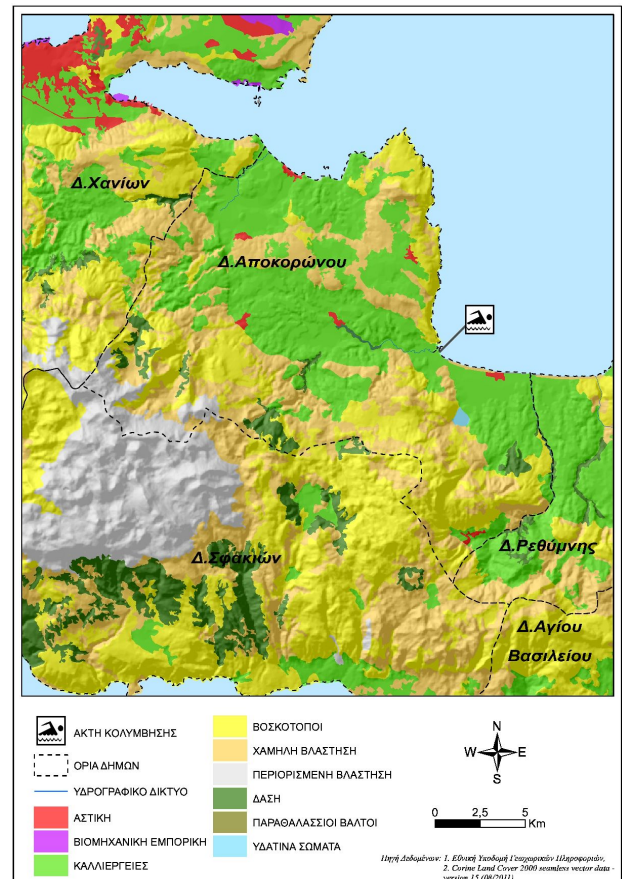 Δ.Χανίων
Δ.Αποκορώνου
Δ.Σφακιών
Δ.Ρεθύμνης
Δ.Αγίου
Βασιλείου
ΑΚΤΗ ΚΟΛΥΜΒΗΣΗΣ
ΟΡΙΑ ΔΗΜΩΝ
ΥΔΡΟΓΡΑΦΙΚΟ ΔΙΚΤΥΟ
ΑΣΤΙΚΗ
ΒΙΟΜΗΧΑΝΙΚΗ ΕΜΠΟΡΙΚΗ
ΚΑΛΛΙΕΡΓΕΙΕΣ
ΒΟΣΚΟΤΟΠΟΙ
ΧΑΜΗΛΗ ΒΛΑΣΤΗΣΗ
ΠΕΡΙΟΡΙΣΜΕΝΗ ΒΛΑΣΤΗΣΗ
ΔΑΣΗ
ΠΑΡΑΘΑΛΑΣΣΙΟΙ ΒΑΛΤΟΙ
ΥΔΑΤΙΝΑ ΣΩΜΑΤΑ
N
W E
S
0 2,5 5
Km
Πηγή Δεδομένων: 1. Εθνική Υποδομή Γεωχωρικών Πληροφοριών,
2. Corine Land Cover 2000 seamless vector data -
version 15 (08/2011)